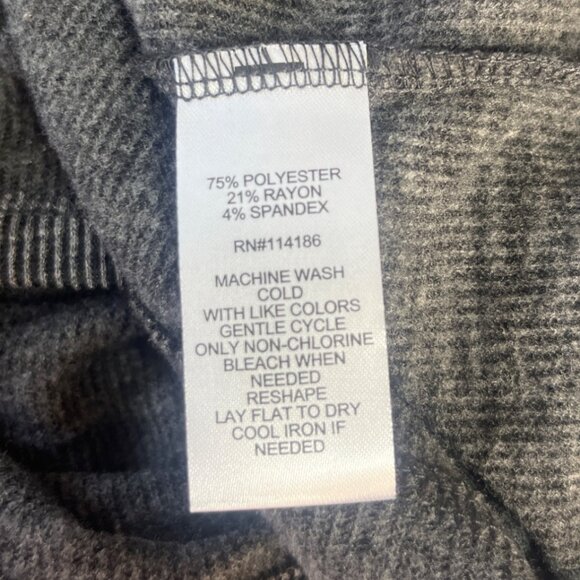 75% POLYESTER
21% RAYON
4% SPANDEX
RN#114186
MACHINE WASH
COLD
WITH LIKE COLORS
GENTLE CYCLE
ONLY NON-CHLORINE
BLEACH WHEN
NEEDED
RESHAPE
LAY FLAT TO DRY
COOL IRON IF
NEEDED